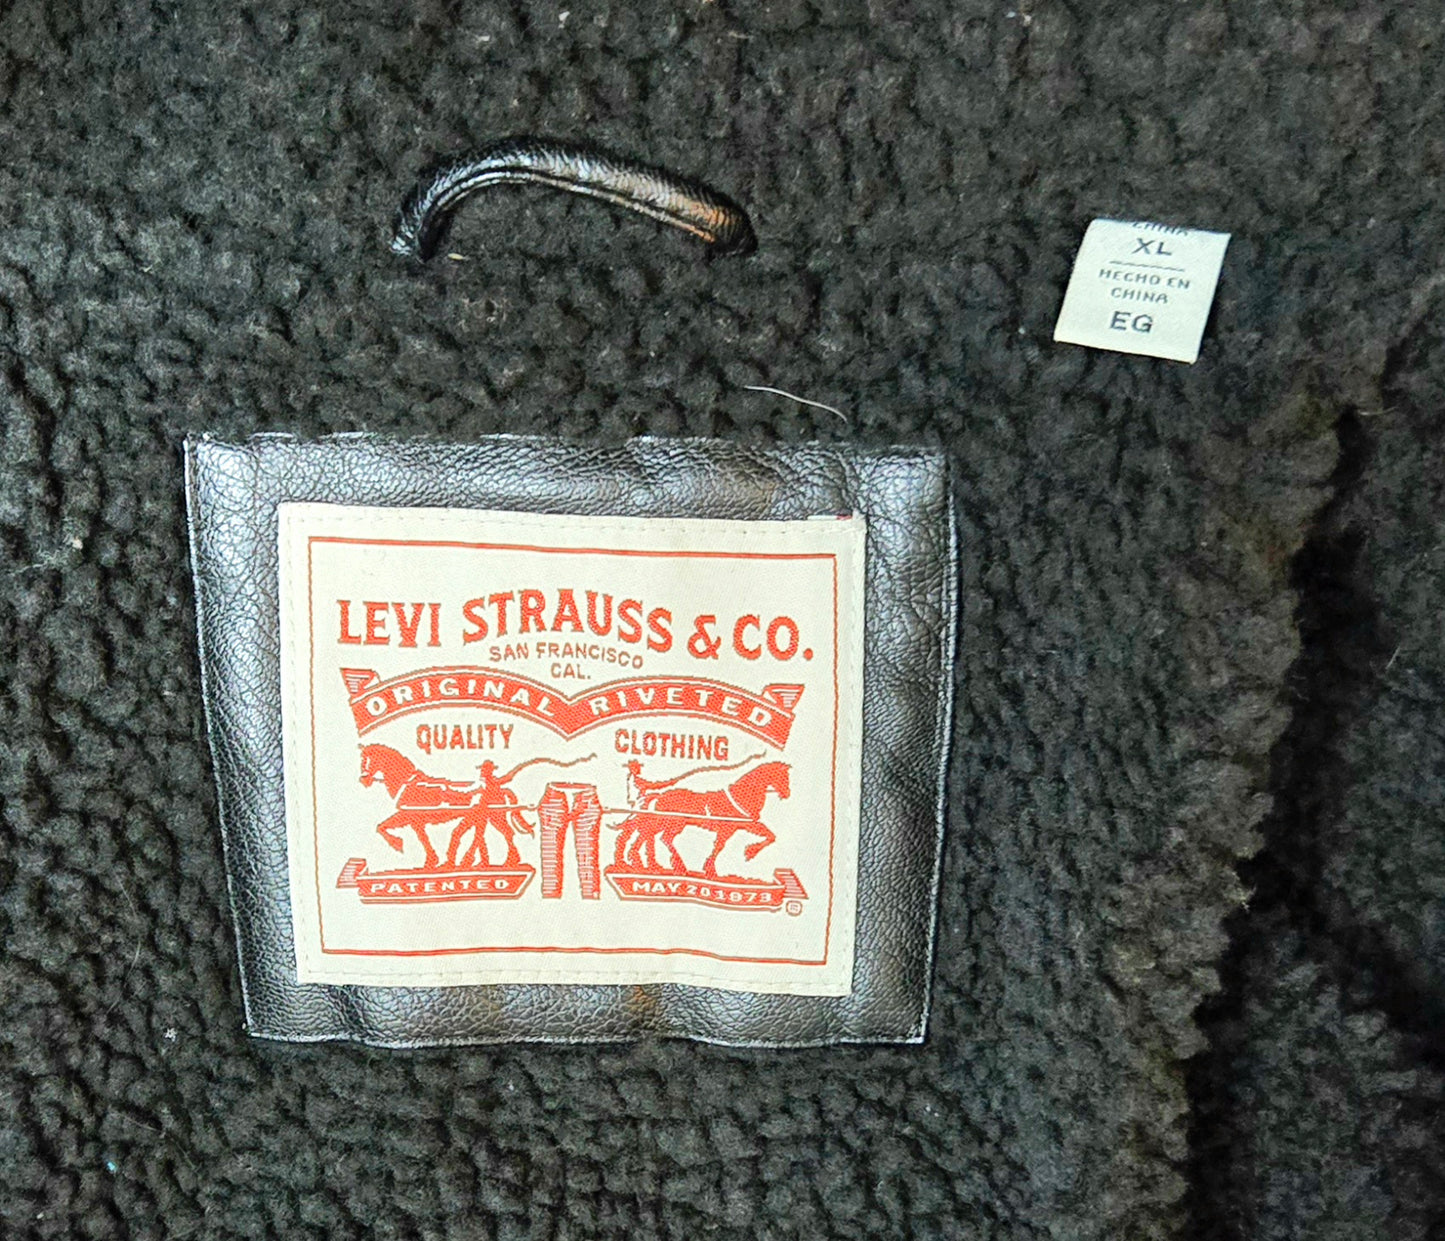 CHINA
XL
HECHO EN
CHINA
EG
LEVI STRAUSS & CO.
SAN FRANCISCO
CAL.
ORIGINAL RIVETED
QUALITY CLOTHING
PATENTED MAY 20 1873
®